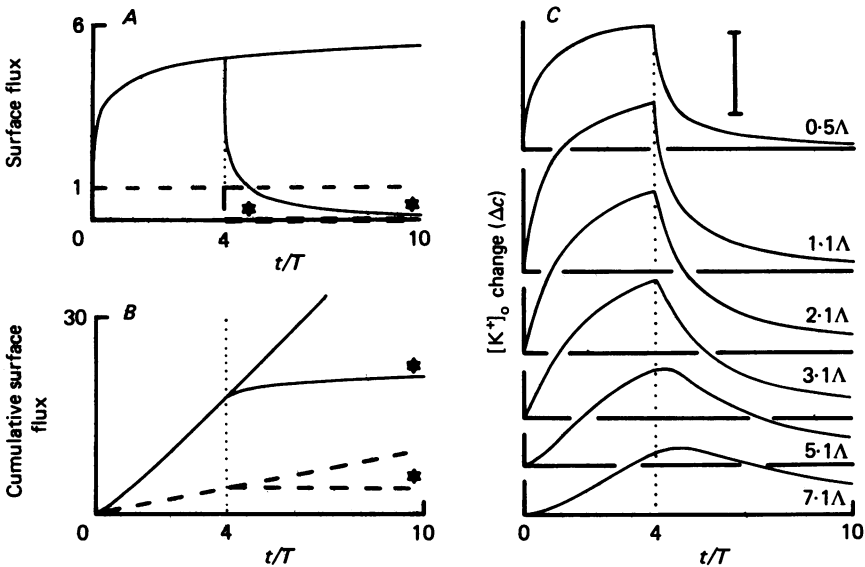 A
6
1
Surface flux
0
4
10
t/T
B
30
Cumulative surface
flux
0
4
10
t/T
C
[K⁺]ₒ change (Δc)
0·5Λ
1·1Λ
2·1Λ
3·1Λ
5·1Λ
7·1Λ
0
4
10
t/T